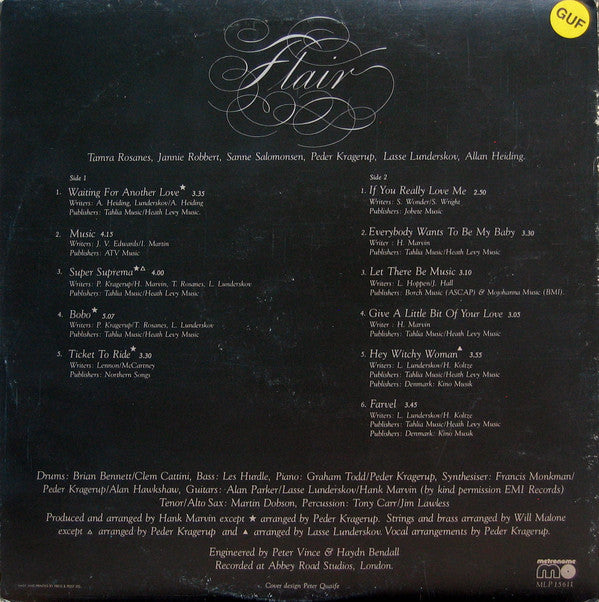 GUF
Flair
Tamra Rosanes, Jannie Robbert, Sanne Salomonsen, Peder Kragerup, Lasse Lunderskov, Allan Heiding.
Side 1
1. Waiting For Another Love★ 3.35
Writers: A. Heiding, Lunderskov/A. Heiding
Publishers: Tahlia Music/Heath Levy Music.
2. Music 4.15
Writers: J. V. Edwards/I. Martin
Publishers: ATV Music
3. Super Suprema★△ 4.00
Writers: P. Kragerup/H. Marvin, T. Rosanes, L. Lunderskov
Publishers: Tahlia Music/Heath Levy Music
4. Bobo★ 5.07
Writers: P. Kragerup/T. Rosanes, L. Lunderskov
Publishers: Tahlia Music/Heath Levy Music
5. Ticket To Ride★ 3.30
Writers: Lennon/McCartney
Publishers: Northern Songs
Side 2
1. If You Really Love Me 2.50
Writers: S. Wonder/S. Wright
Publishers: Jobete Music
2. Everybody Wants To Be My Baby 3.30
Writer : H. Marvin
Publishers: Tahlia Music/Heath Levy Music
3. Let There Be Music 3.10
Writers: L. Hoppen/J. Hall
Publishers: Borch Music (ASCAP) & Mojohanna Music (BMI).
4. Give A Little Bit Of Your Love 3.05
Writer : H. Marvin
Publishers: Tahlia Music/Heath Levy Music
5. Hey Witchy Woman▲ 3.55
Writers: L. Lunderskov/H. Koltze
Publishers: Tahlia Music/Heath Levy Music
Publishers: Denmark: Kino Musik
6. Farvel 3.45
Writers: L. Lunderskov/H. Koltze
Publishers: Tahlia Music/Heath Levy Music
Publishers: Denmark: Kino Musik
Drums: Brian Bennett/Clem Cattini, Bass: Les Hurdle, Piano: Graham Todd/Peder Kragerup, Synthesiser: Francis Monkman/
Peder Kragerup/Alan Hawkshaw, Guitars: Alan Parker/Lasse Lunderskov/Hank Marvin (by kind permission EMI Records)
Tenor/Alto Sax: Martin Dobson, Percussion: Tony Carr/Jim Lawless
Produced and arranged by Hank Marvin except ★ arranged by Peder Kragerup. Strings and brass arranged by Will Malone
except △ arranged by Peder Kragerup and ▲ arranged by Lasse Lunderskov. Vocal arrangements by Peder Kragerup.
Engineered by Peter Vince & Haydn Bendall
Recorded at Abbey Road Studios, London.
Cover design Peter Quaife
metronome
MLP 15611